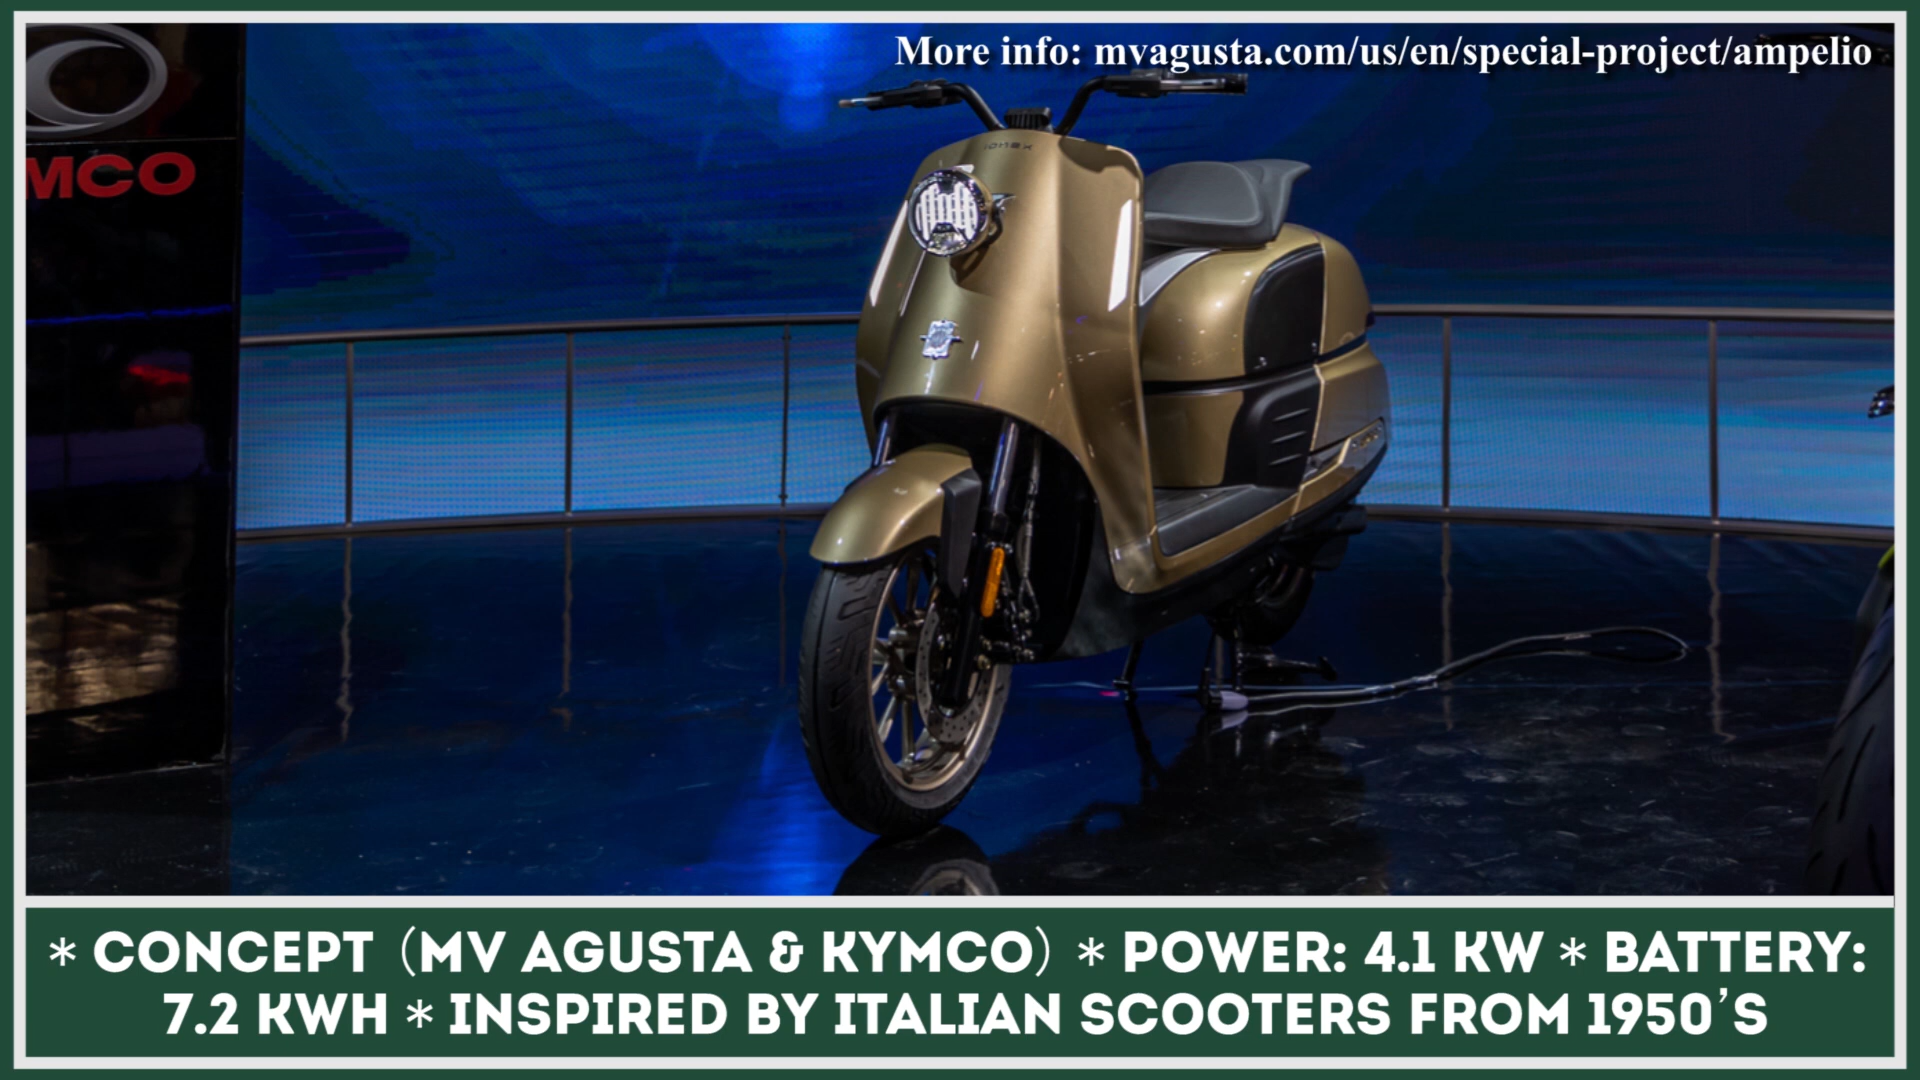 More info: mvagusta.com/us/en/special-project/ampelio
MCO
IONEX
* CONCEPT (MV AGUSTA & KYMCO) * POWER: 4.1 KW * BATTERY:
7.2 KWH * INSPIRED BY ITALIAN SCOOTERS FROM 1950'S